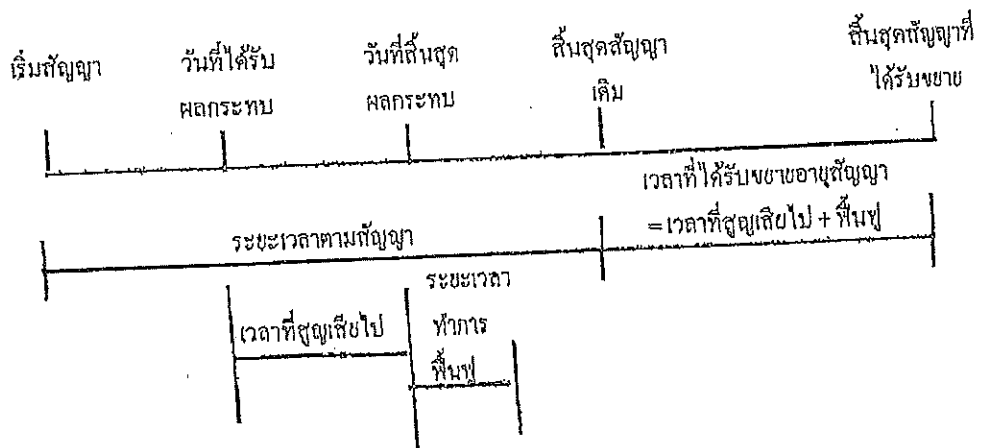 เริ่มสัญญา
วันที่ได้รับ
ผลกระทบ
วันที่สิ้นสุด
ผลกระทบ
สิ้นสุดสัญญา
เดิม
สิ้นสุดสัญญาที่
ได้รับขยาย
เวลาที่ได้รับขยายอายุสัญญา
=เวลาที่สูญเสียไป + ฟื้นฟู
ระยะเวลาตามสัญญา
เวลาที่สูญเสียไป
ระยะเวลา
ทำการ
ฟื้นฟู